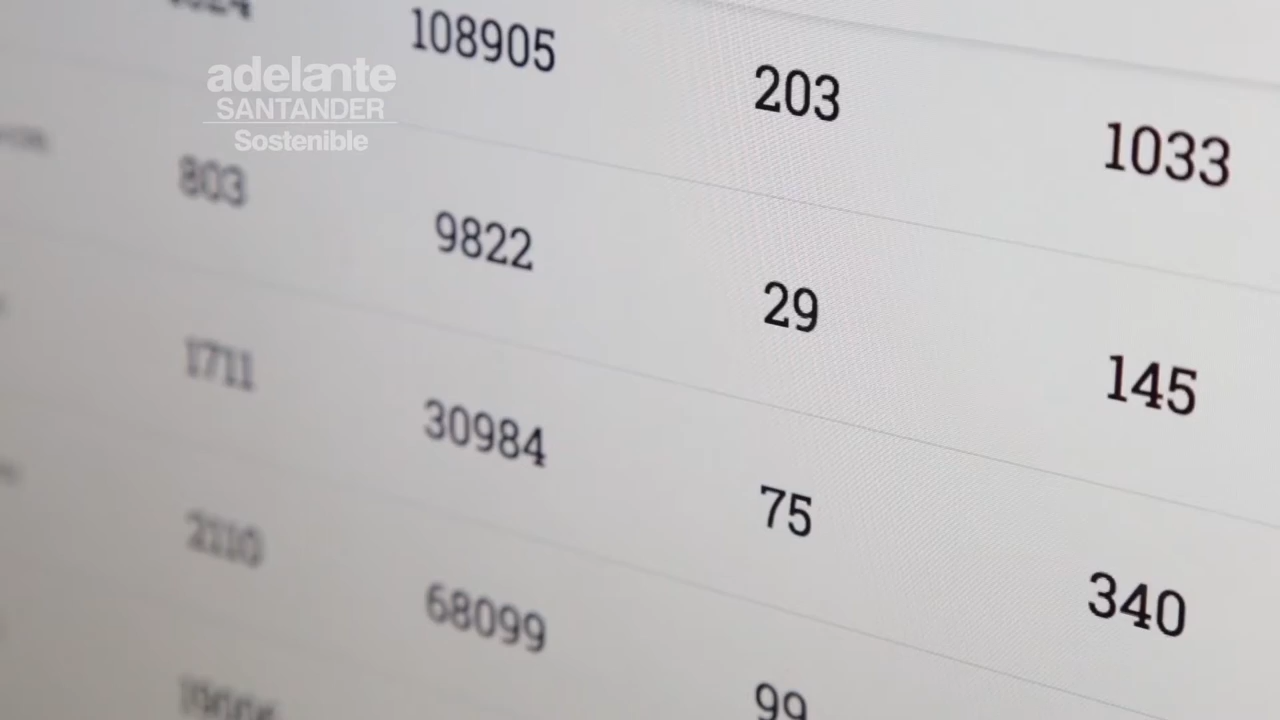 108905 203 1033
adelante
SANTANDER
Sostenible
803 9822 29 145
1711 30984 75 340
2110 68099 99